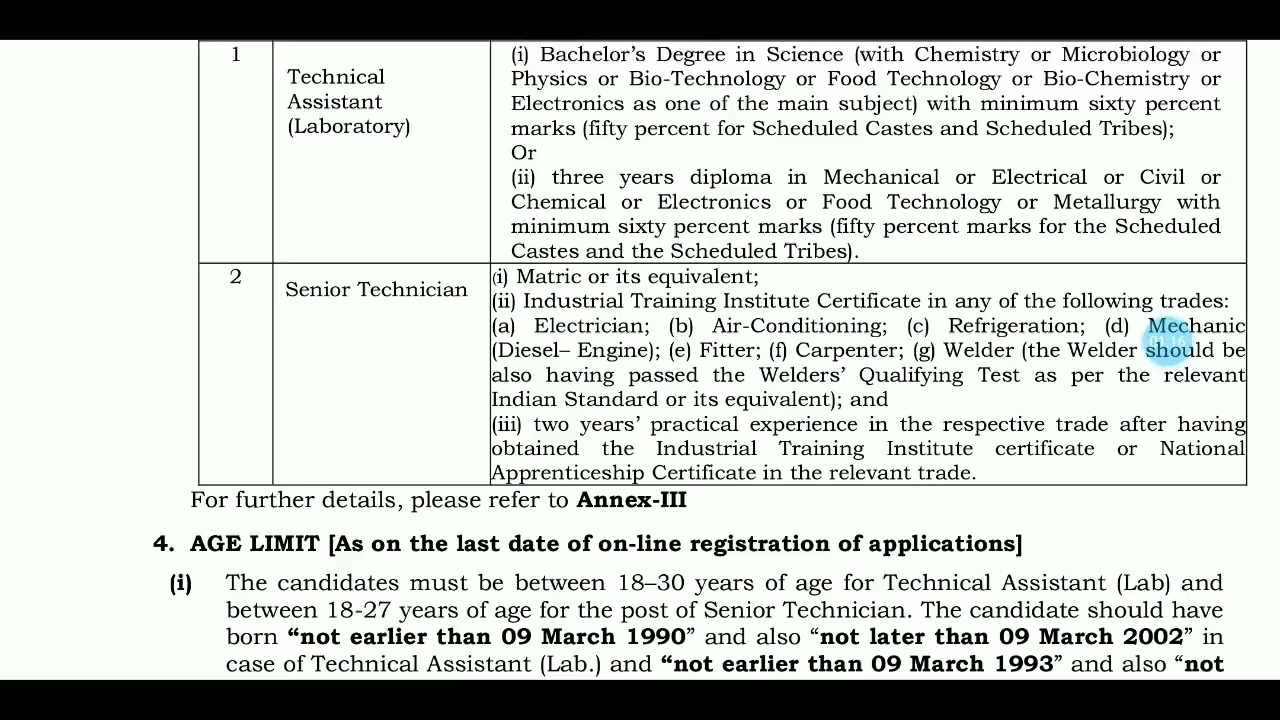 1
Technical
Assistant
(Laboratory)
(i) Bachelor's Degree in Science (with Chemistry or Microbiology or
Physics or Bio-Technology or Food Technology or Bio-Chemistry or
Electronics as one of the main subject) with minimum sixty percent
marks (fifty percent for Scheduled Castes and Scheduled Tribes);
Or
(ii) three years diploma in Mechanical or Electrical or Civil or
Chemical or Electronics or Food Technology or Metallurgy with
minimum sixty percent marks (fifty percent marks for the Scheduled
Castes and the Scheduled Tribes).
2
Senior Technician
(i) Matric or its equivalent;
(ii) Industrial Training Institute Certificate in any of the following trades:
(a) Electrician; (b) Air-Conditioning; (c) Refrigeration; (d) Mechanic
(Diesel– Engine); (e) Fitter; (f) Carpenter; (g) Welder (the Welder should be
also having passed the Welders' Qualifying Test as per the relevant
Indian Standard or its equivalent); and
(iii) two years' practical experience in the respective trade after having
obtained the Industrial Training Institute certificate or National
Apprenticeship Certificate in the relevant trade.
01:16
For further details, please refer to Annex-III
4. AGE LIMIT [As on the last date of on-line registration of applications]
(i) The candidates must be between 18–30 years of age for Technical Assistant (Lab) and
between 18-27 years of age for the post of Senior Technician. The candidate should have
born “not earlier than 09 March 1990” and also “not later than 09 March 2002” in
case of Technical Assistant (Lab.) and “not earlier than 09 March 1993” and also “not